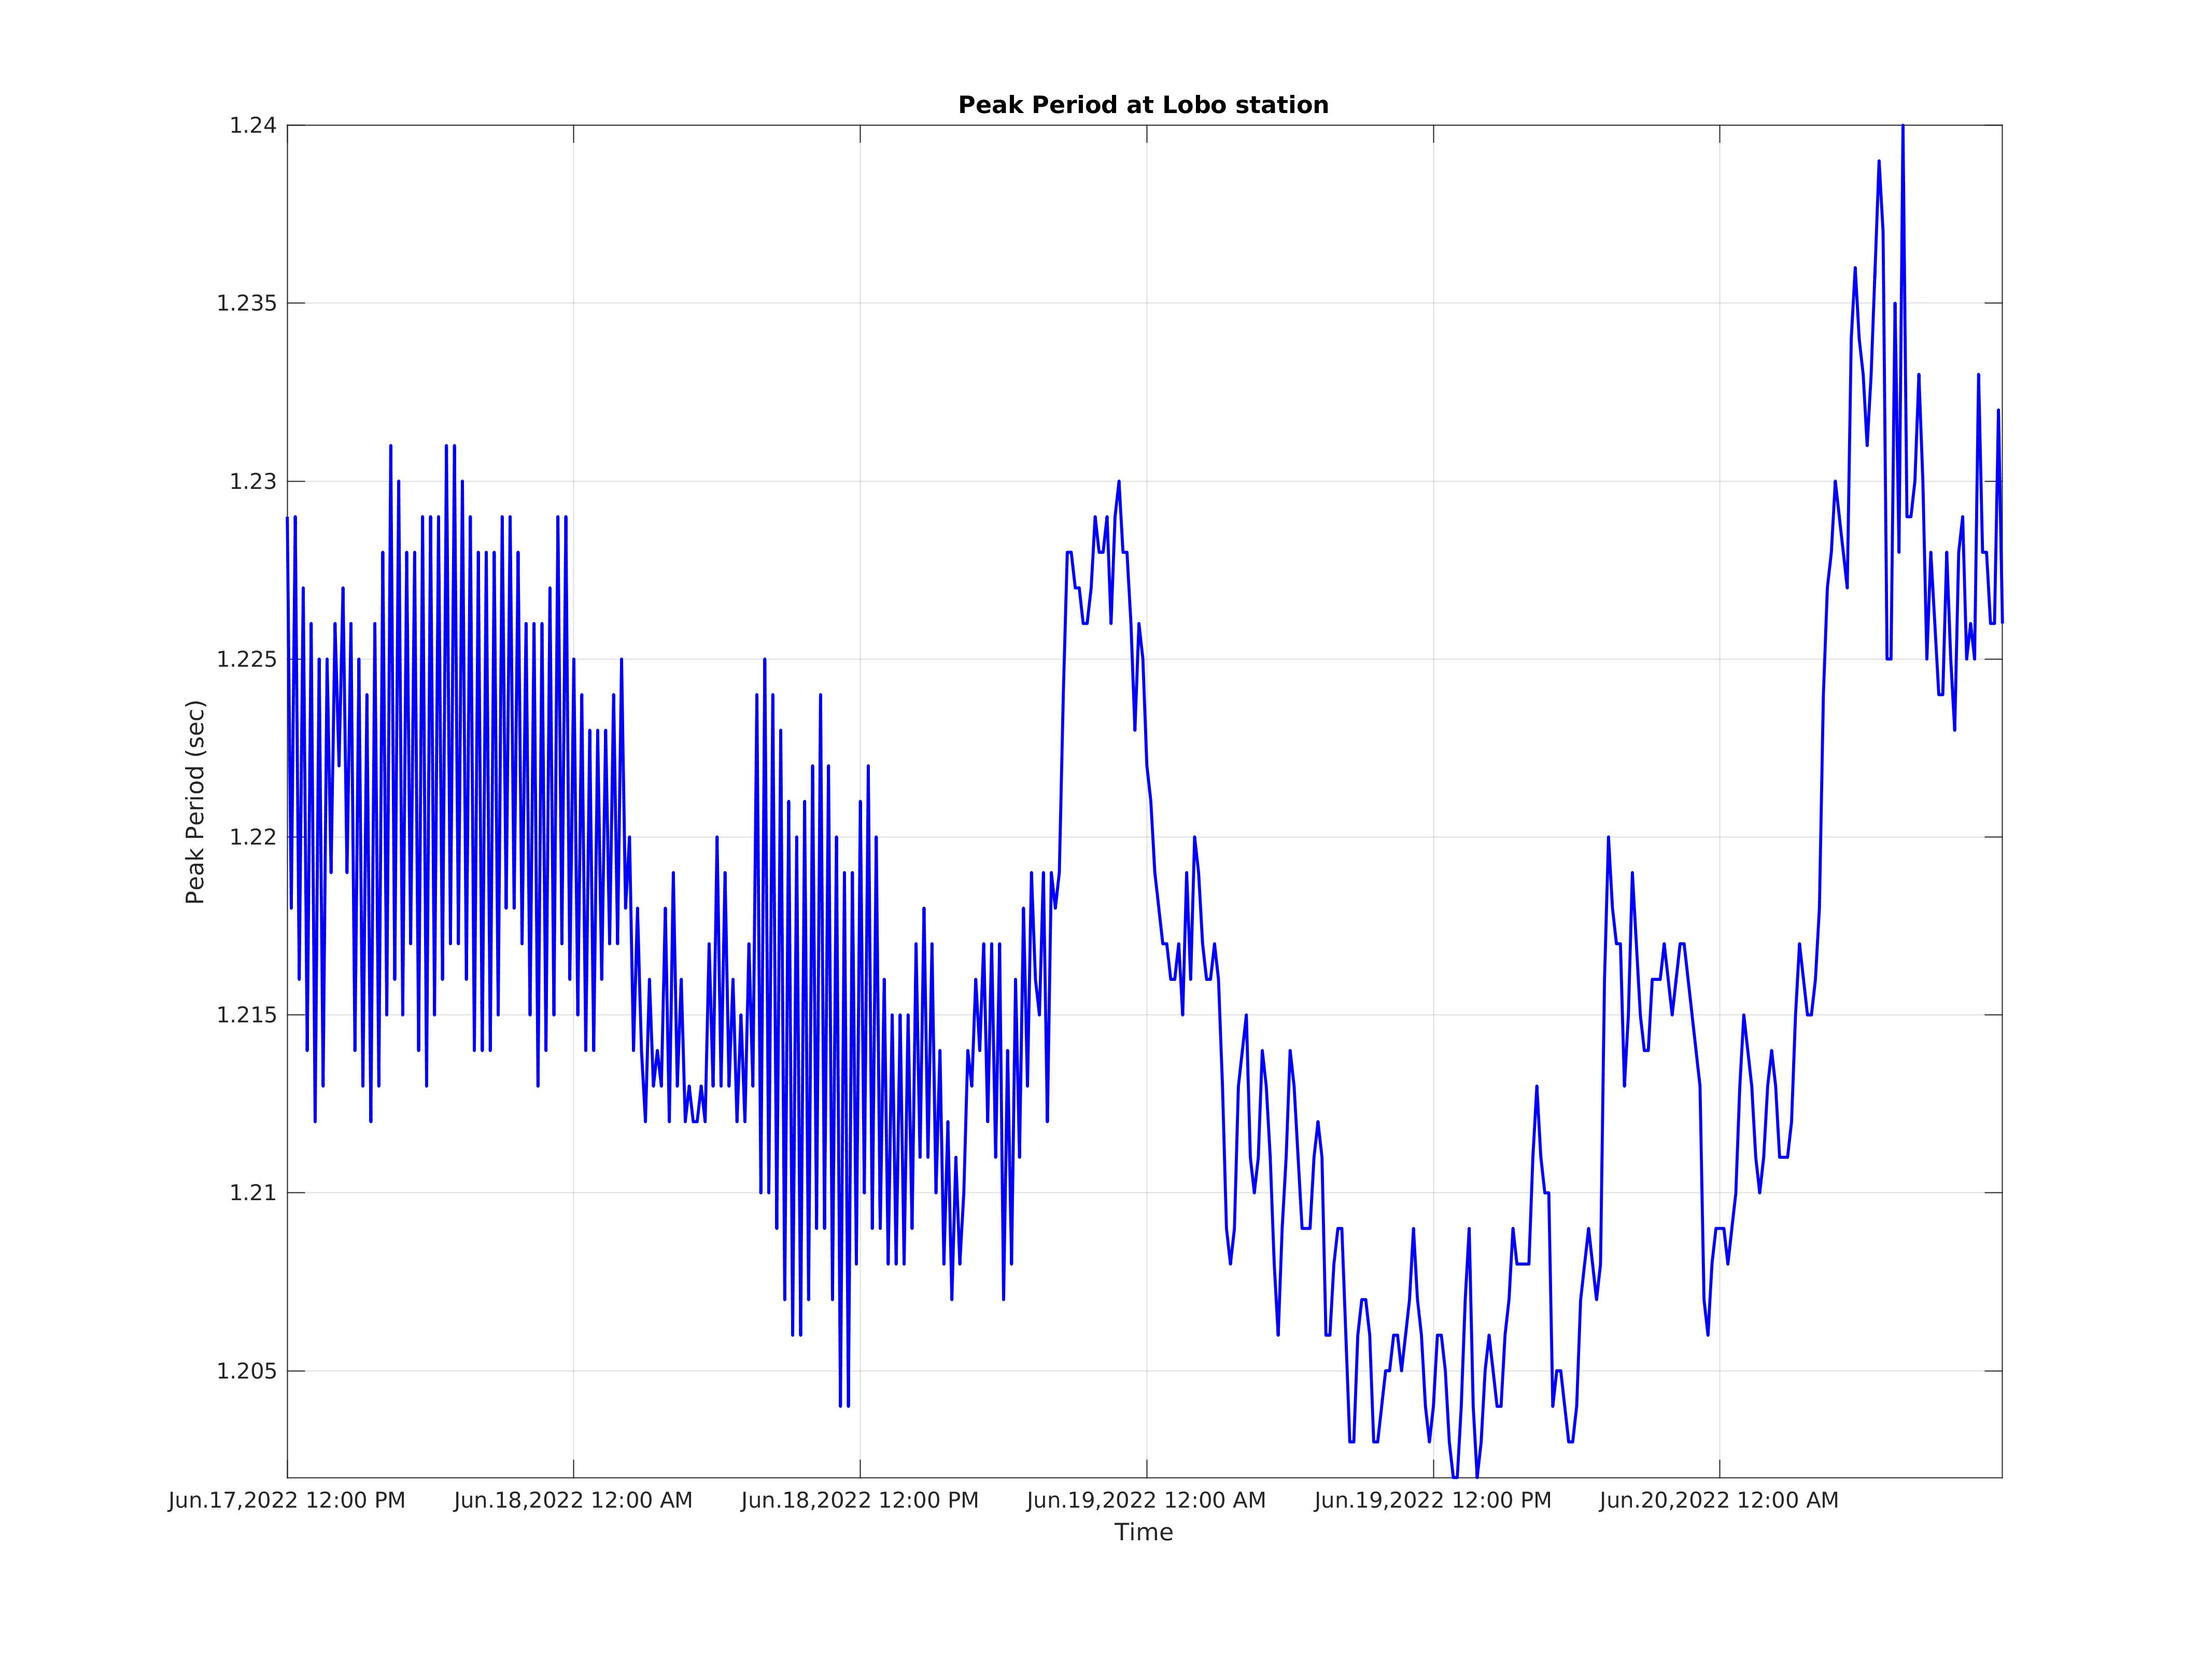 Peak Period at Lobo station
1.24
1.235
1.23
1.225
1.22
1.215
1.21
1.205
Peak Period (sec)
Jun.17,2022 12:00 PM
Jun.18,2022 12:00 AM
Jun.18,2022 12:00 PM
Jun.19,2022 12:00 AM
Jun.19,2022 12:00 PM
Jun.20,2022 12:00 AM
Time